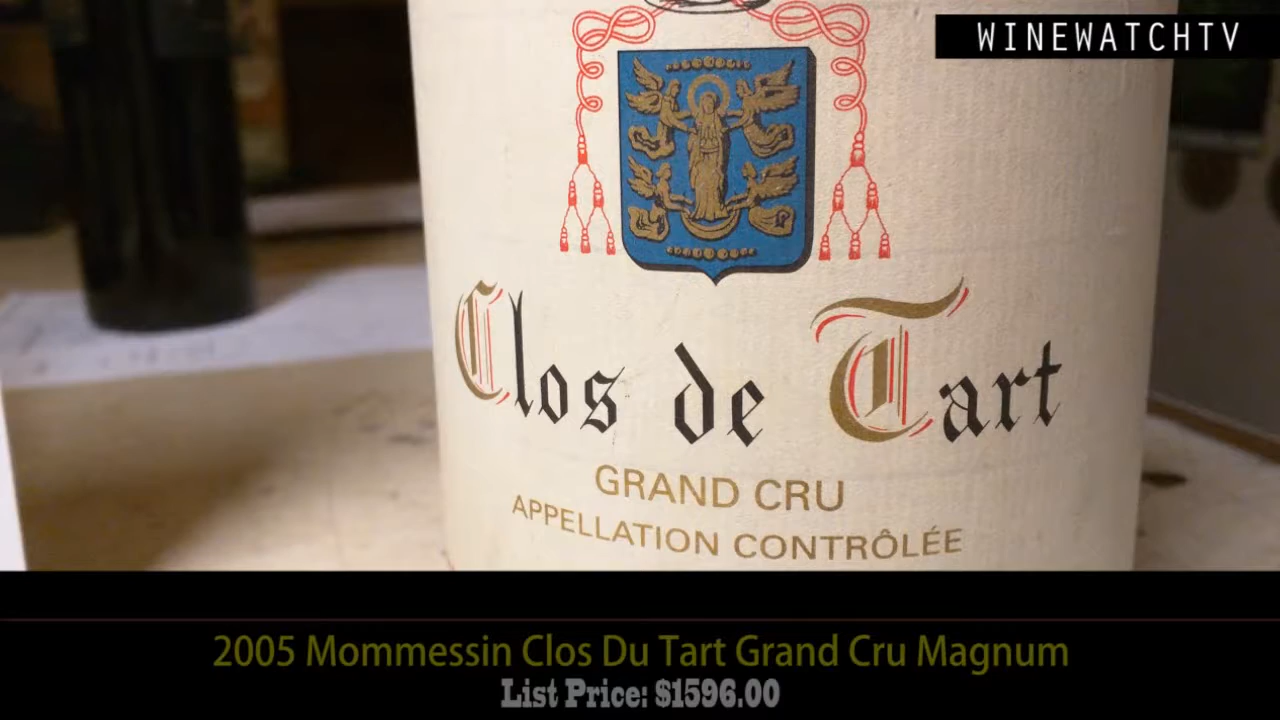 WINEWATCHTV
Clos de Tart
GRAND CRU
APPELLATION CONTRÔLÉE
2005 Mommessin Clos Du Tart Grand Cru Magnum
List Price: $1596.00